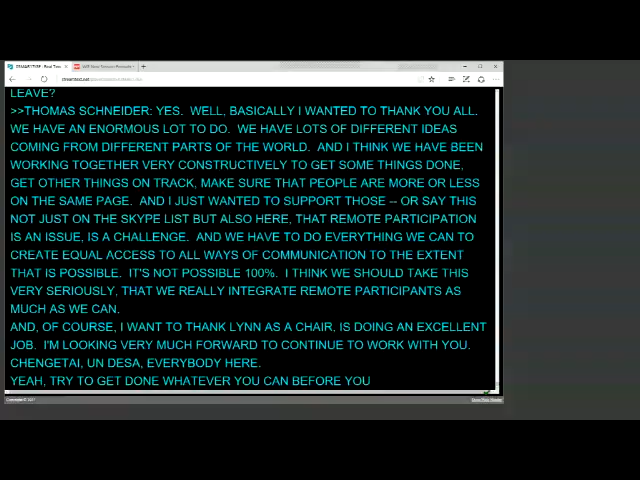 LEAVE?
>>THOMAS SCHNEIDER: YES.  WELL, BASICALLY I WANTED TO THANK YOU ALL.
WE HAVE AN ENORMOUS LOT TO DO.  WE HAVE LOTS OF DIFFERENT IDEAS
COMING FROM DIFFERENT PARTS OF THE WORLD.  AND I THINK WE HAVE BEEN
WORKING TOGETHER VERY CONSTRUCTIVELY TO GET SOME THINGS DONE,
GET OTHER THINGS ON TRACK, MAKE SURE THAT PEOPLE ARE MORE OR LESS
ON THE SAME PAGE.  AND I JUST WANTED TO SUPPORT THOSE -- OR SAY THIS
NOT JUST ON THE SKYPE LIST BUT ALSO HERE, THAT REMOTE PARTICIPATION
IS AN ISSUE, IS A CHALLENGE.  AND WE HAVE TO DO EVERYTHING WE CAN TO
CREATE EQUAL ACCESS TO ALL WAYS OF COMMUNICATION TO THE EXTENT
THAT IS POSSIBLE.  IT'S NOT POSSIBLE 100%.  I THINK WE SHOULD TAKE THIS
VERY SERIOUSLY, THAT WE REALLY INTEGRATE REMOTE PARTICIPANTS AS
MUCH AS WE CAN.
AND, OF COURSE, I WANT TO THANK LYNN AS A CHAIR, IS DOING AN EXCELLENT
JOB.  I'M LOOKING VERY MUCH FORWARD TO CONTINUE TO WORK WITH YOU.
CHENGETAI, UN DESA, EVERYBODY HERE.
YEAH, TRY TO GET DONE WHATEVER YOU CAN BEFORE YOU